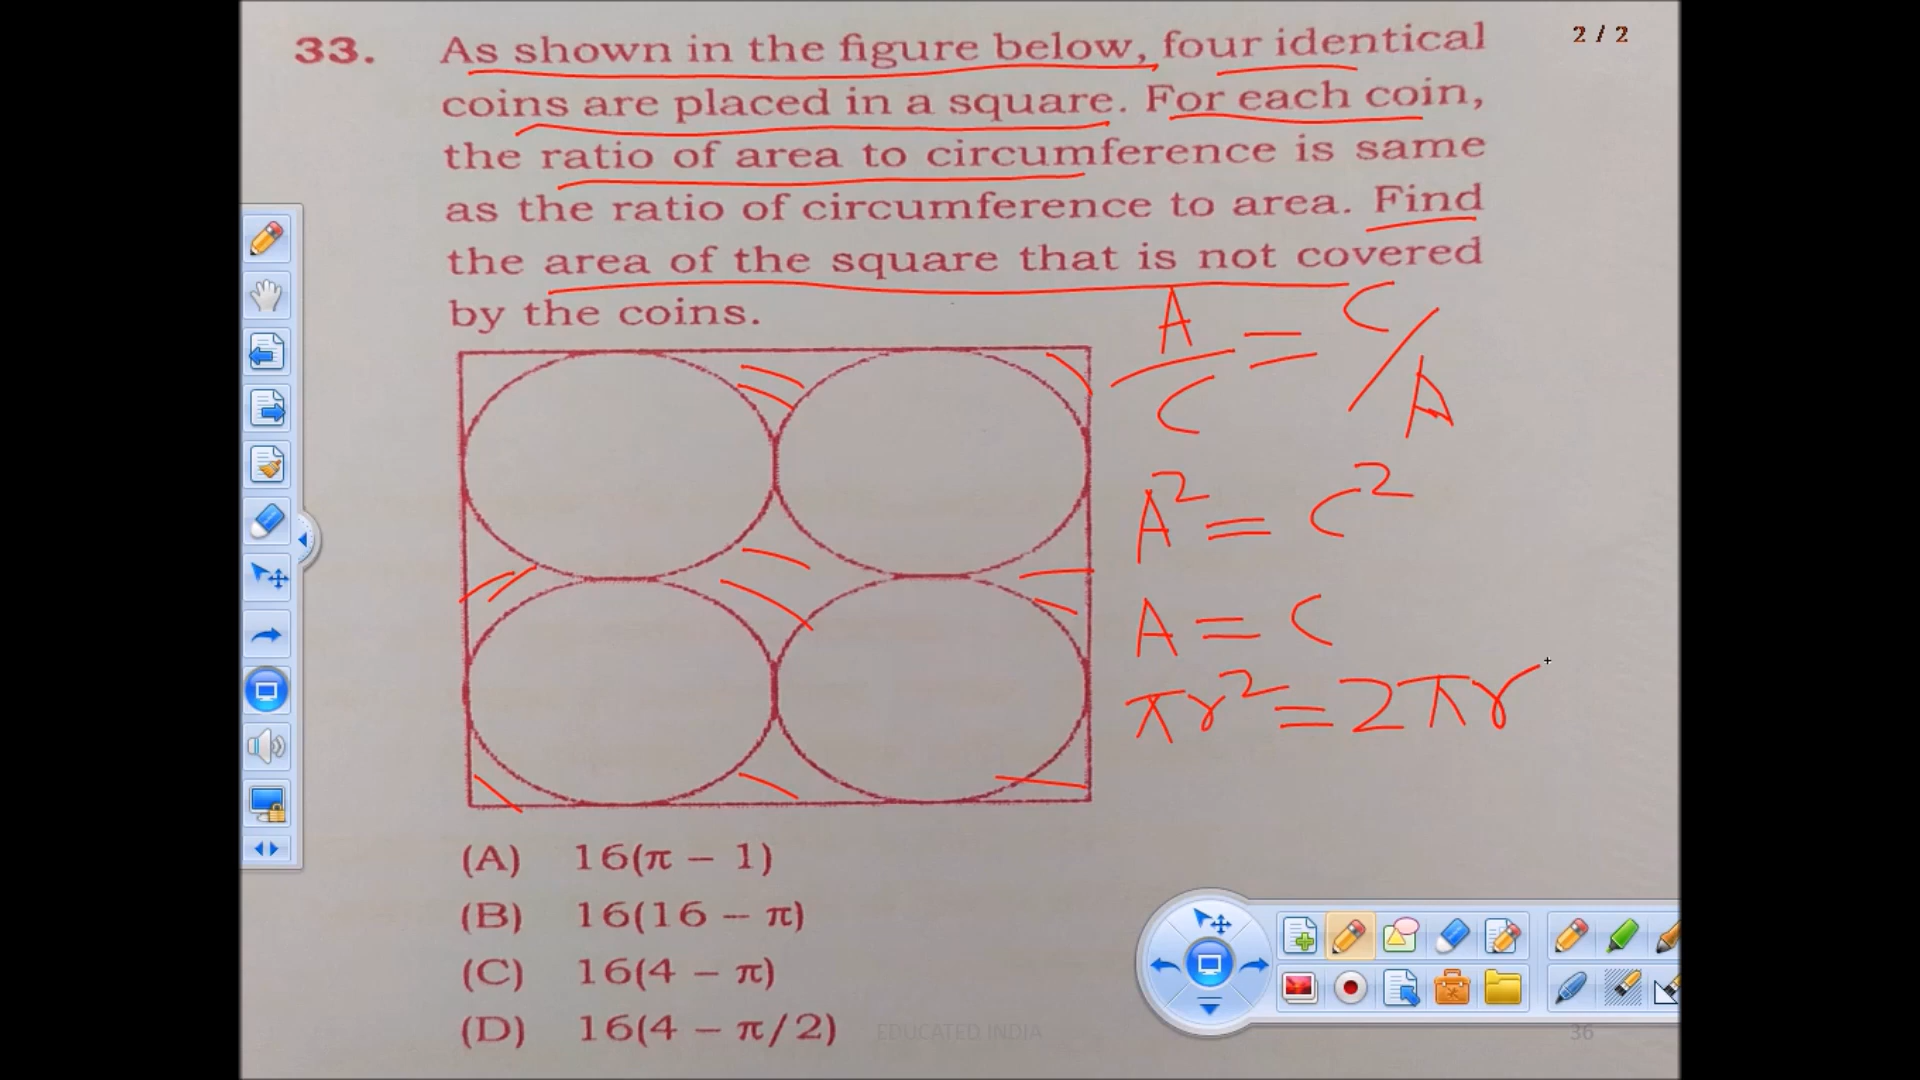 2 / 2
33. As shown in the figure below, four identical
coins are placed in a square. For each coin,
the ratio of area to circumference is same
as the ratio of circumference to area. Find
the area of the square that is not covered
by the coins.
A/C = C/A
A² = C²
A = C
πr² = 2πr
(A) 16(π – 1)
(B) 16(16 – π)
(C) 16(4 – π)
(D) 16(4 – π/2)
EDUCATED INDIA
36